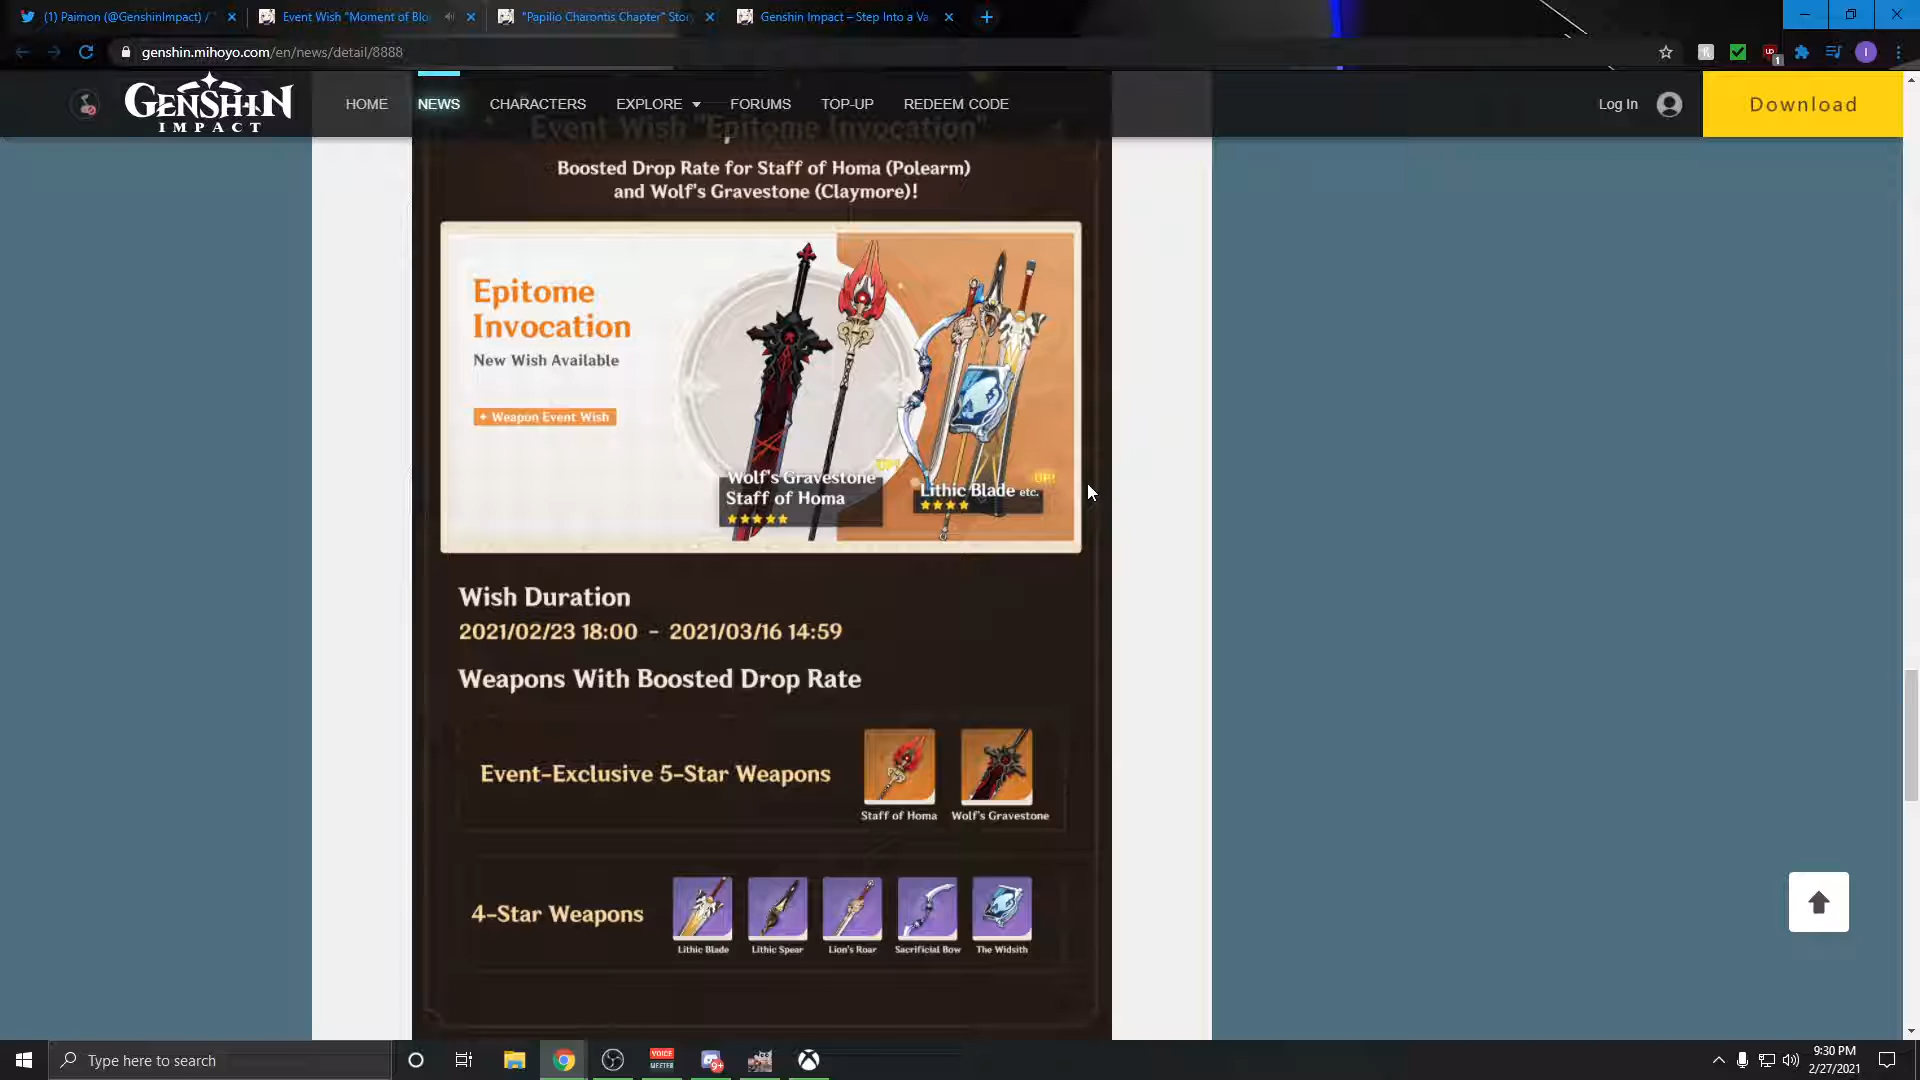 (1) Paimon (@GenshinImpact) /
Event Wish "Moment of Blo
"Papilio Charontis Chapter" Stor
Genshin Impact – Step Into a Va
genshin.mihoyo.com/en/news/detail/8888
GENSHIN
IMPACT
HOME
NEWS
CHARACTERS
EXPLORE
FORUMS
TOP-UP
REDEEM CODE
Log In
Download
Event Wish "Epitome Invocation"
Boosted Drop Rate for Staff of Homa (Polearm)
and Wolf's Gravestone (Claymore)!
Epitome
Invocation
New Wish Available
✦ Weapon Event Wish
UP!
Wolf's Gravestone
Staff of Homa
UP!
Lithic Blade etc.
Wish Duration
2021/02/23 18:00 - 2021/03/16 14:59
Weapons With Boosted Drop Rate
Event-Exclusive 5-Star Weapons
Staff of Homa
Wolf's Gravestone
4-Star Weapons
Lithic Blade
Lithic Spear
Lion's Roar
Sacrificial Bow
The Widsith
Type here to search
VOICE
MEETER
9+
9:30 PM
2/27/2021